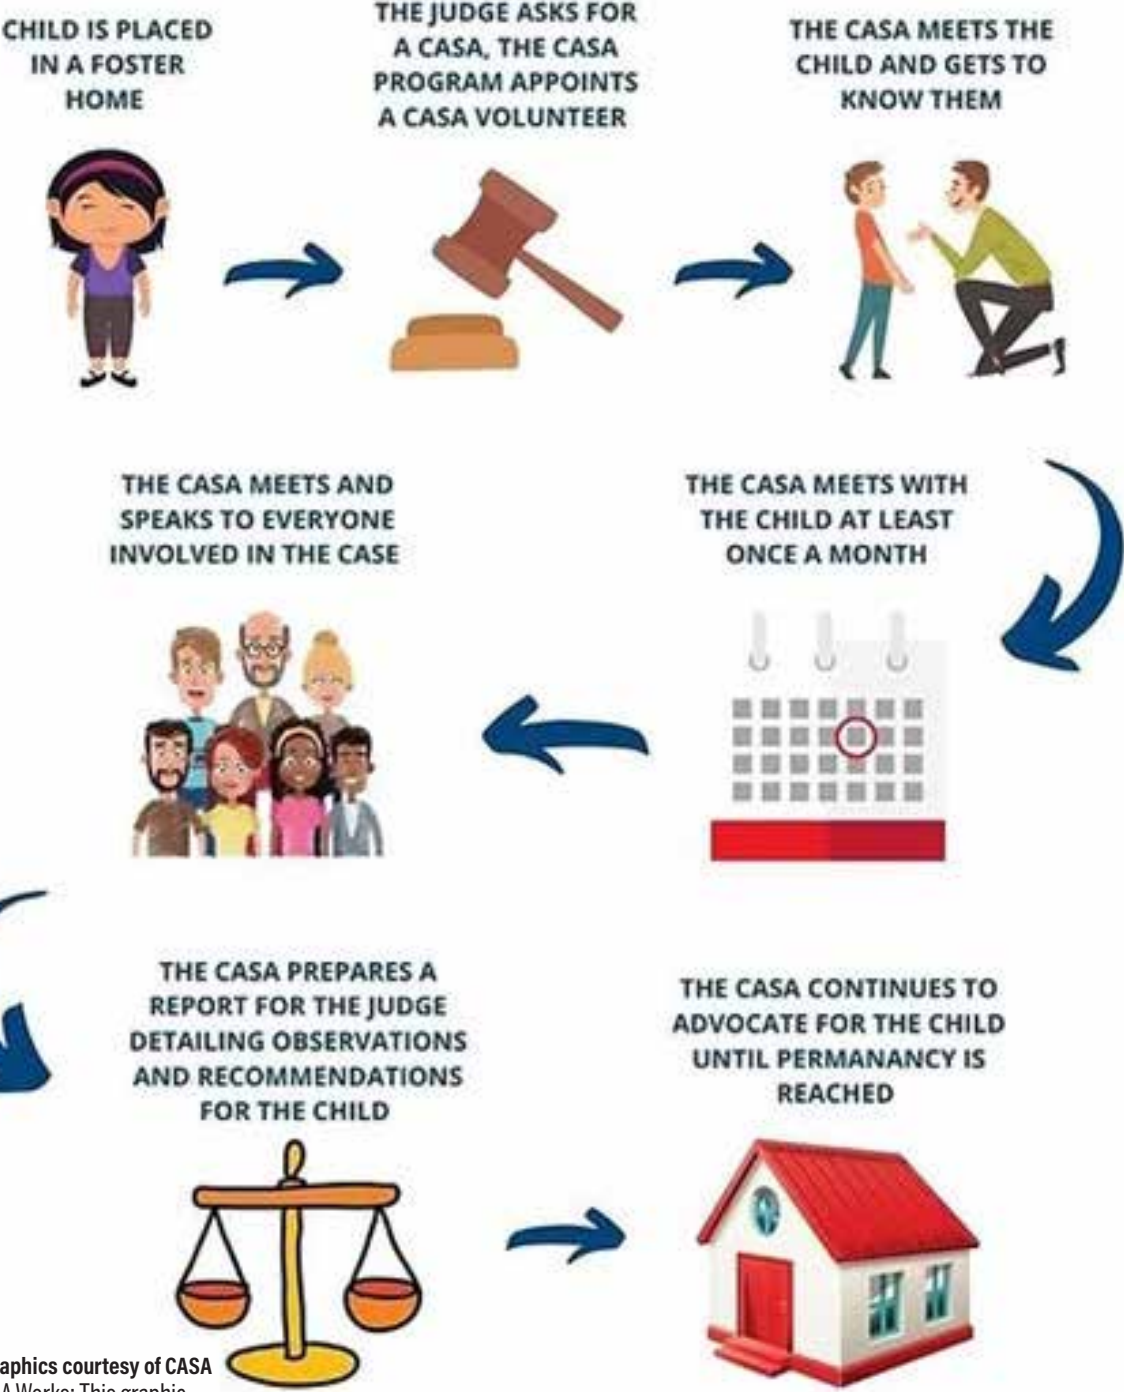 CHILD IS PLACED
IN A FOSTER
HOME
THE JUDGE ASKS FOR
A CASA, THE CASA
PROGRAM APPOINTS
A CASA VOLUNTEER
THE CASA MEETS THE
CHILD AND GETS TO
KNOW THEM
THE CASA MEETS WITH
THE CHILD AT LEAST
ONCE A MONTH
THE CASA MEETS AND
SPEAKS TO EVERYONE
INVOLVED IN THE CASE
THE CASA PREPARES A
REPORT FOR THE JUDGE
DETAILING OBSERVATIONS
AND RECOMMENDATIONS
FOR THE CHILD
THE CASA CONTINUES TO
ADVOCATE FOR THE CHILD
UNTIL PERMANANCY IS
REACHED
aphics courtesy of CASA
A Works: This graphic